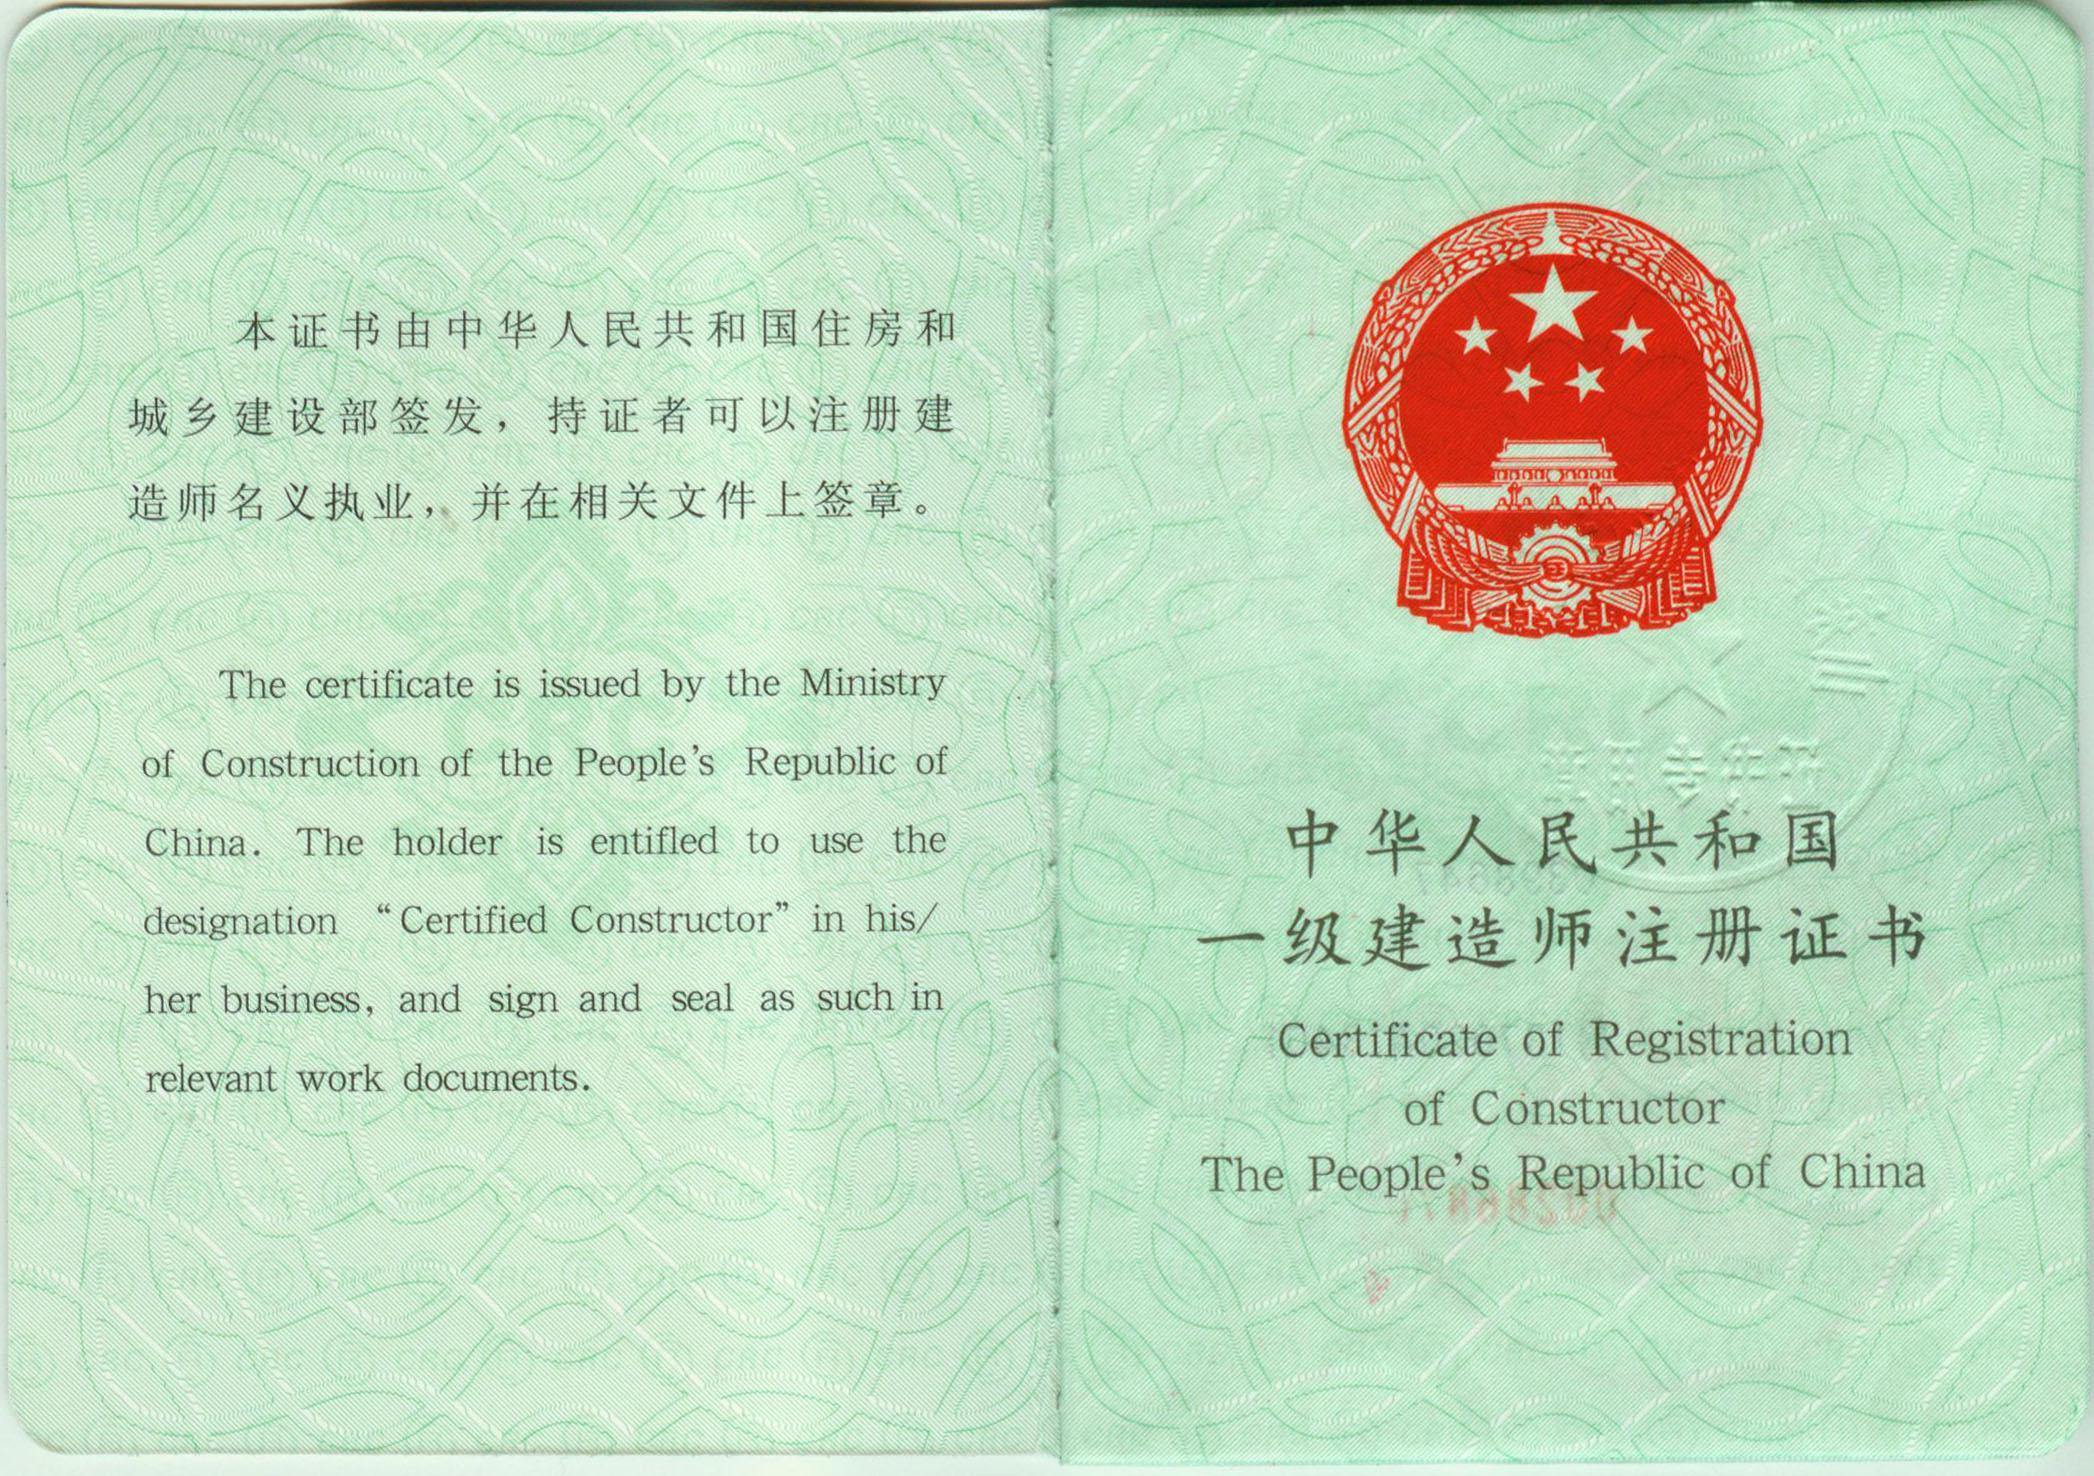 本证书由中华人民共和国住房和
城乡建设部签发，持证者可以注册建
造师名义执业，并在相关文件上签章。
The certificate is issued by the Ministry
of Construction of the People's Republic of
China. The holder is entifled to use the
designation “Certified Constructor” in his/
her business, and sign and seal as such in
relevant work documents.
中华人民共和国
一级建造师注册证书
Certificate of Registration
of Constructor
The People's Republic of China